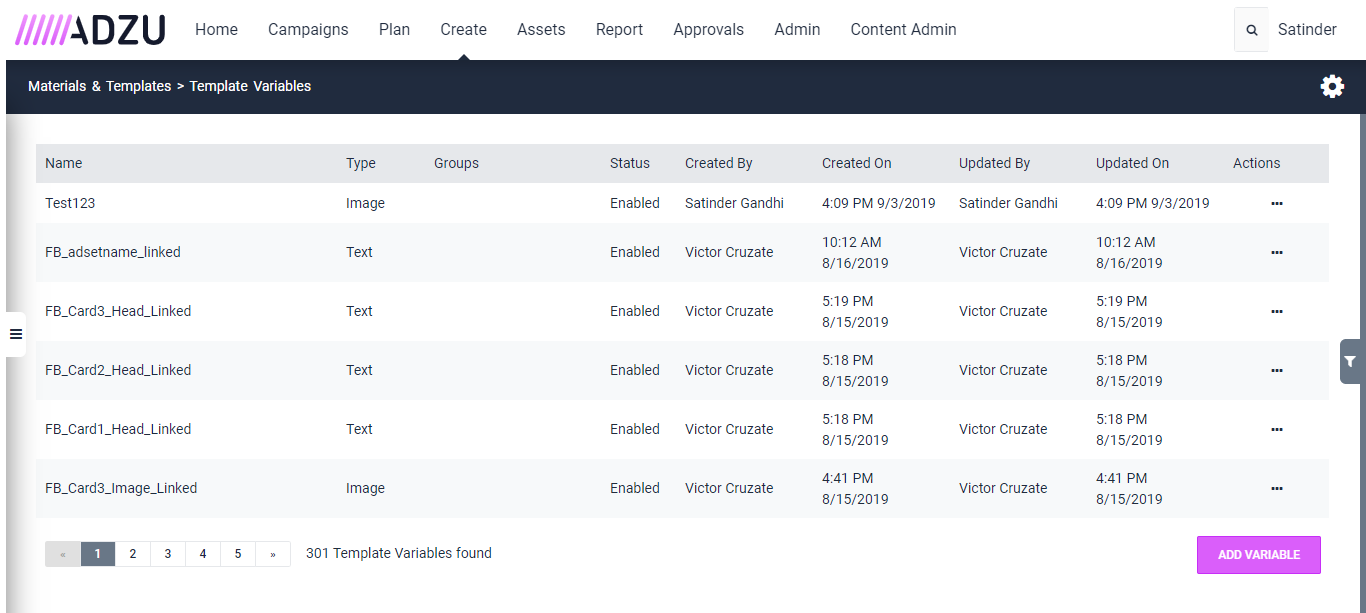 ADZU Home Campaigns Plan Create Assets Report Approvals Admin Content Admin Satinder
Materials & Templates > Template Variables
Name Type Groups Status Created By Created On Updated By Updated On Actions
Test123 Image Enabled Satinder Gandhi 4:09 PM 9/3/2019 Satinder Gandhi 4:09 PM 9/3/2019 ...
FB_adsetname_linked Text Enabled Victor Cruzate 10:12 AM 8/16/2019 Victor Cruzate 10:12 AM 8/16/2019 ...
FB_Card3_Head_Linked Text Enabled Victor Cruzate 5:19 PM 8/15/2019 Victor Cruzate 5:19 PM 8/15/2019 ...
FB_Card2_Head_Linked Text Enabled Victor Cruzate 5:18 PM 8/15/2019 Victor Cruzate 5:18 PM 8/15/2019 ...
FB_Card1_Head_Linked Text Enabled Victor Cruzate 5:18 PM 8/15/2019 Victor Cruzate 5:18 PM 8/15/2019 ...
FB_Card3_Image_Linked Image Enabled Victor Cruzate 4:41 PM 8/15/2019 Victor Cruzate 4:41 PM 8/15/2019 ...
« 1 2 3 4 5 » 301 Template Variables found ADD VARIABLE